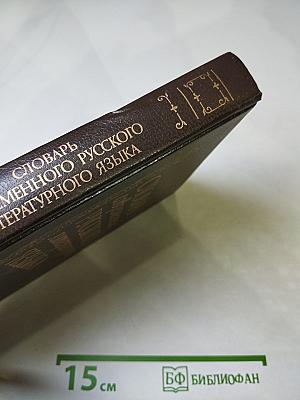 СЛОВАРЬ
МЕННОГО РУССКОГО
ТЕРАТУРНОГО ЯЗЫКА
15 см
БФ БИБЛИОФАН